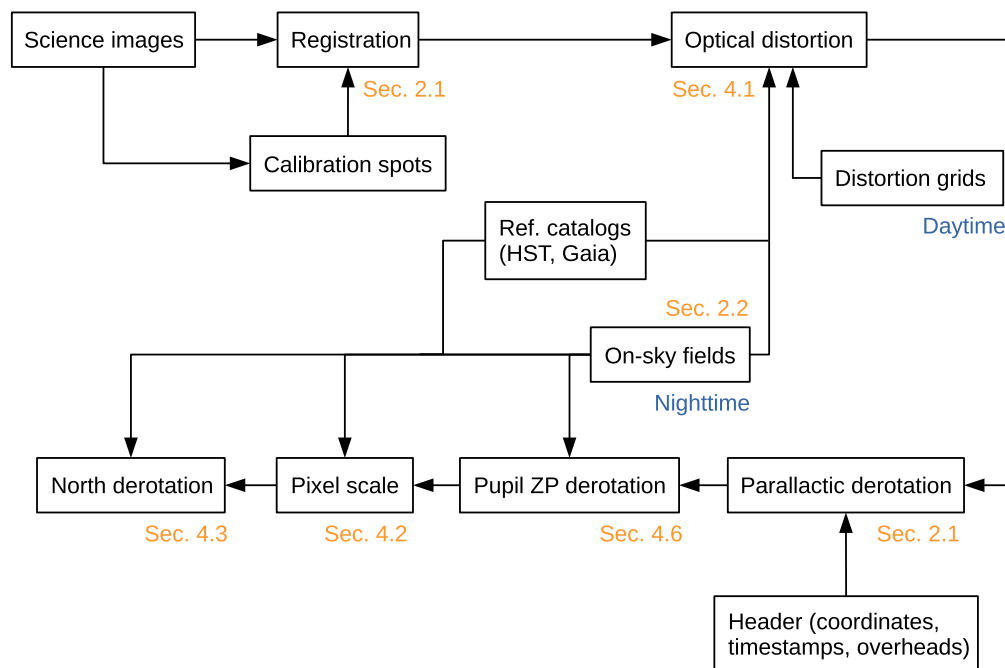 Science images
Registration
Optical distortion
Sec. 2.1
Sec. 4.1
Calibration spots
Distortion grids
Daytime
Ref. catalogs
(HST, Gaia)
Sec. 2.2
On-sky fields
Nighttime
North derotation
Pixel scale
Pupil ZP derotation
Parallactic derotation
Sec. 4.3
Sec. 4.2
Sec. 4.6
Sec. 2.1
Header (coordinates,
timestamps, overheads)